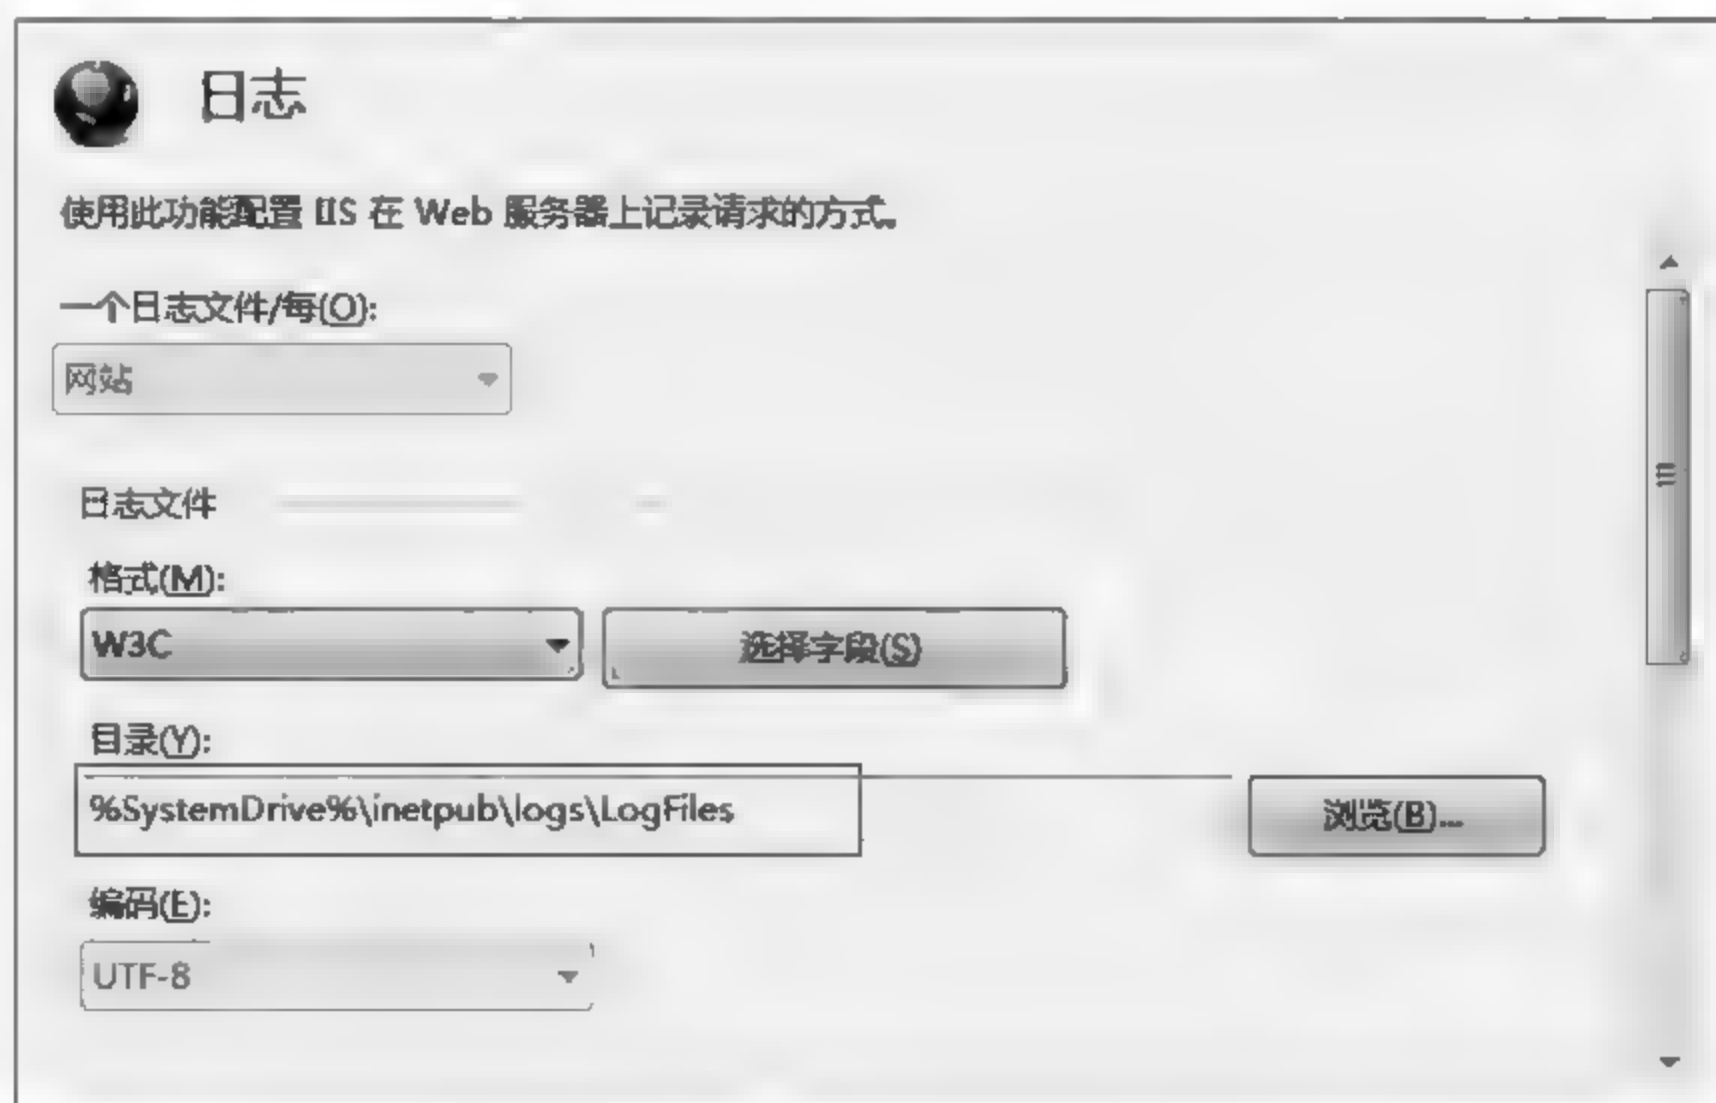 日志
使用此功能配置 IIS 在 Web 服务器上记录请求的方式。
一个日志文件/每(O):
网站
日志文件
格式(M):
W3C 选择字段(S)
目录(Y):
%SystemDrive%\inetpub\logs\LogFiles 浏览(B)...
编码(E):
UTF-8